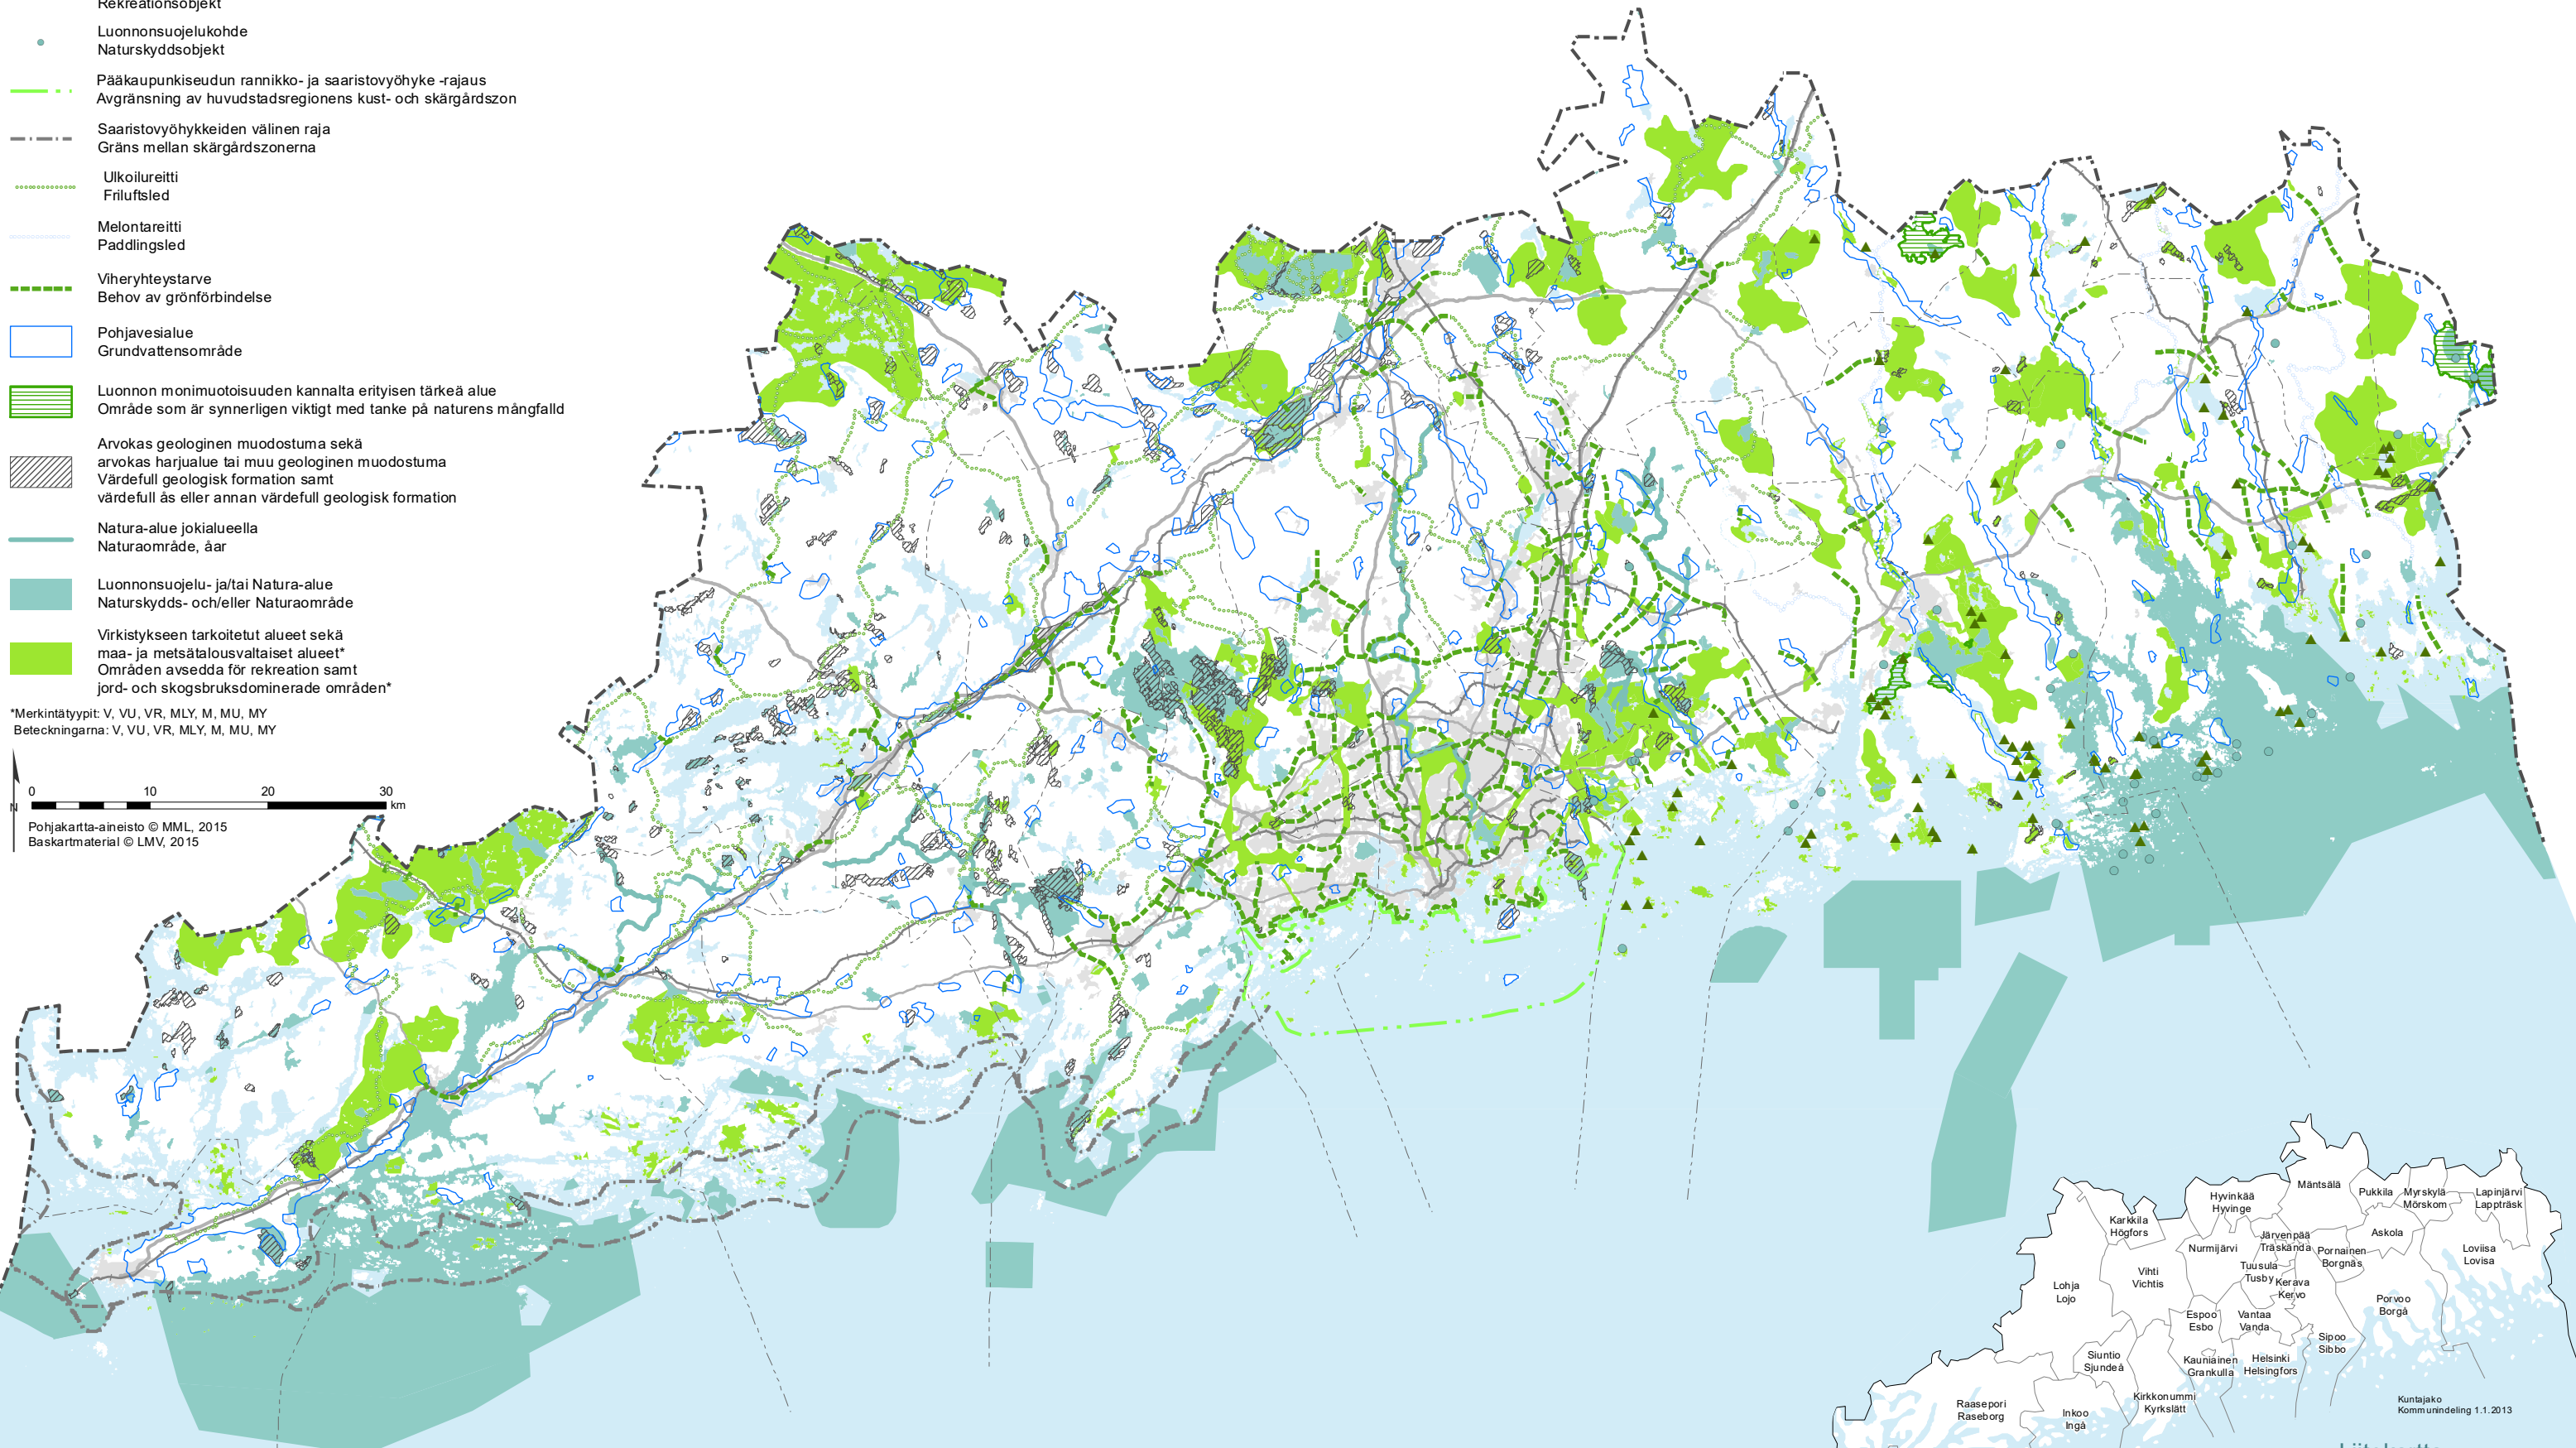 Rekreationsobjekt
Luonnonsuojelukohde
Naturskyddsobjekt
Pääkaupunkiseudun rannikko- ja saaristovyöhyke -rajaus
Avgränsning av huvudstadsregionens kust- och skärgårdszon
Saaristovyöhykkeiden välinen raja
Gräns mellan skärgårdszonerna
Ulkoilureitti
Friluftsled
Melontareitti
Paddlingsled
Viheryhteystarve
Behov av grönförbindelse
Pohjavesialue
Grundvattensområde
Luonnon monimuotoisuuden kannalta erityisen tärkeä alue
Område som är synnerligen viktigt med tanke på naturens mångfalld
Arvokas geologinen muodostuma sekä
arvokas harjualue tai muu geologinen muodostuma
Värdefull geologisk formation samt
värdefull ås eller annan värdefull geologisk formation
Natura-alue jokialueella
Naturaområde, åar
Luonnonsuojelu- ja/tai Natura-alue
Naturskydds- och/eller Naturaområde
Virkistykseen tarkoitetut alueet sekä
maa- ja metsätalousvaltaiset alueet*
Områden avsedda för rekreation samt
jord- och skogsbruksdominerade områden*
*Merkintätyypit: V, VU, VR, MLY, M, MU, MY
Beteckningarna: V, VU, VR, MLY, M, MU, MY
N
0 10 20 30
km
Pohjakartta-aineisto © MML, 2015
Baskartmaterial © LMV, 2015
Mäntsälä
Hyvinkää
Hyvinge
Pukkila
Myrskylä
Mörskom
Lapinjärvi
Lappträsk
Karkkila
Högfors
Askola
Nurmijärvi
Järvenpää
Träskända
Pornainen
Borgnäs
Loviisa
Lovisa
Vihti
Vichtis
Tuusula
Tusby
Kerava
Kervo
Lohja
Lojo
Porvoo
Borgå
Espoo
Esbo
Vantaa
Vanda
Sipoo
Sibbo
Siuntio
Sjundeå
Kauniainen
Grankulla
Helsinki
Helsingfors
Kirkkonummi
Kyrkslätt
Raasepori
Raseborg
Inkoo
Ingå
Kuntajako
Kommunindeling 1.1.2013